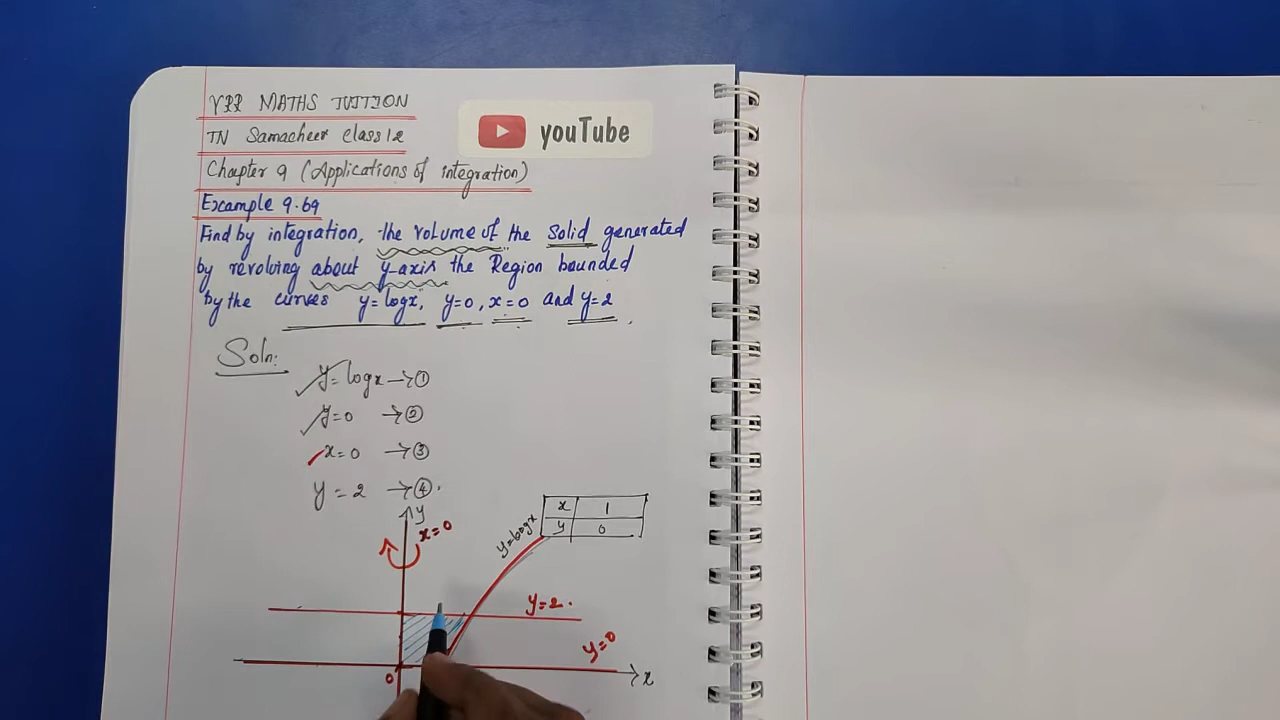 VRR MATHS TUITION
youTube
TN Samacheer Class 12
Chapter 9 (Applications of integration)
Example 9.69
Find by integration, the volume of the Solid generated
by revolving about y-axis the Region bounded
by the curves y=logx, y=0, x=0 and y=2.
Soln:
y=logx → ①
y=0 → ②
x=0 → ③
y=2 → ④.
y
x=0
x 1
y 0
y=logx
y=2.
y=0
0
x